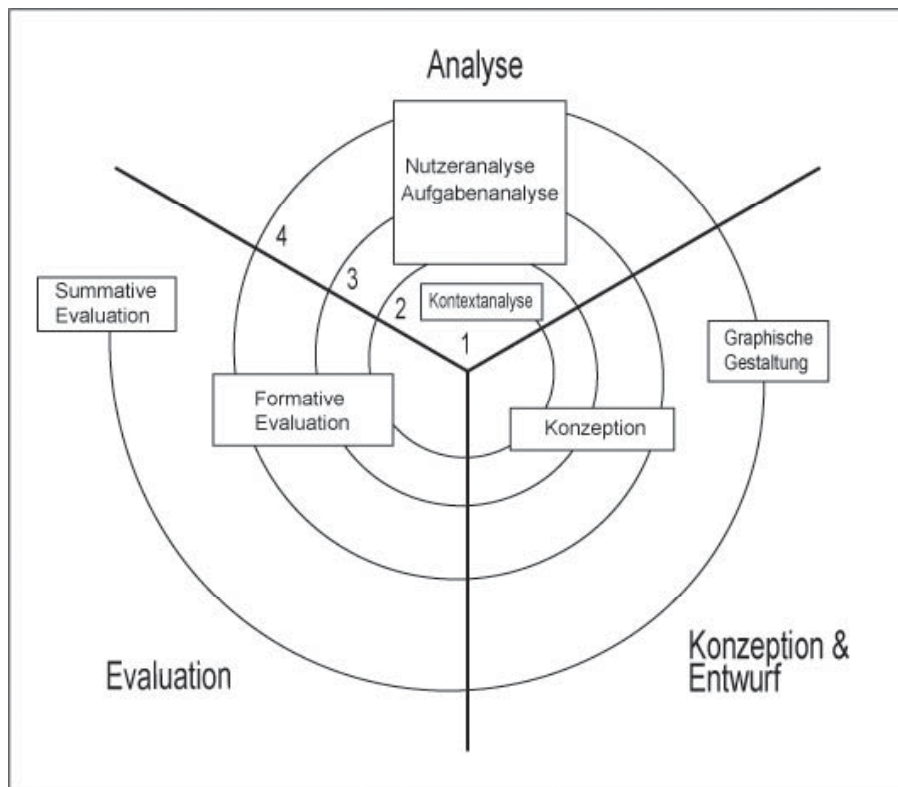 Analyse
Nutzeranalyse
Aufgabenanalyse
4
3
2
1
Kontextanalyse
Summative
Evaluation
Graphische
Gestaltung
Formative
Evaluation
Konzeption
Evaluation
Konzeption &
Entwurf